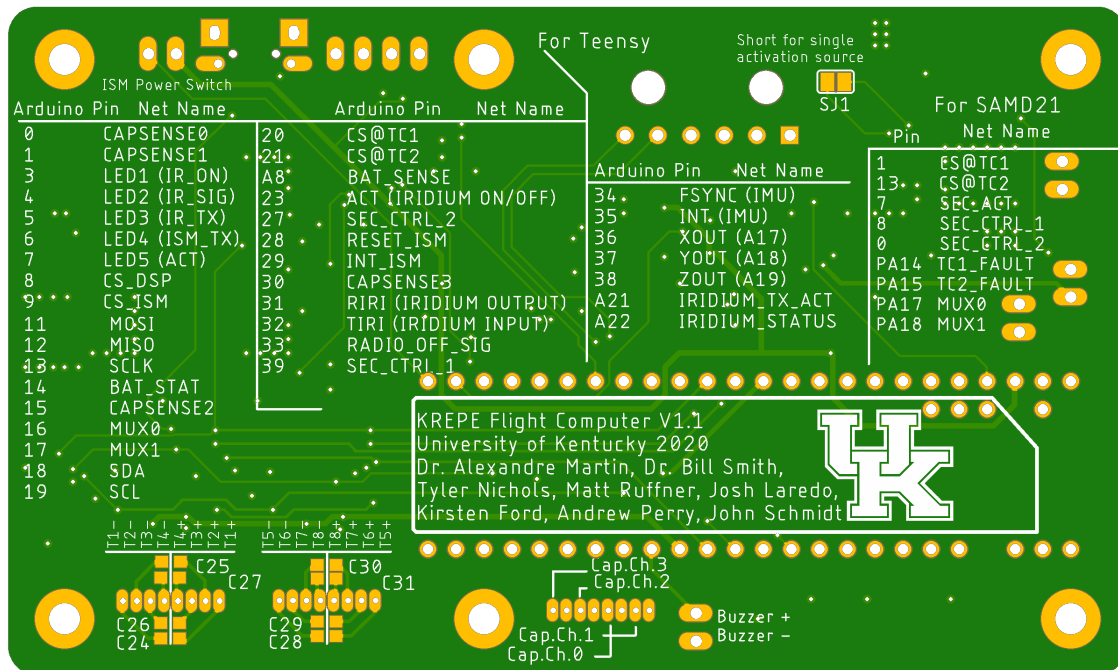 For Teensy
Short for single
activation source
SJ1
ISM Power Switch
Arduino Pin Net Name
0 CAPSENSE0
1 CAPSENSE1
3 LED1 (IR_ON)
4 LED2 (IR_SIG)
5 LED3 (IR_TX)
6 LED4 (ISM_TX)
7 LED5 (ACT)
8 CS_DSP
9 CS_ISM
11 MOSI
12 MISO
13 SCLK
14 BAT_STAT
15 CAPSENSE2
16 MUX0
17 MUX1
18 SDA
19 SCL
Arduino Pin Net Name
20 CS@TC1
21 CS@TC2
A8 BAT_SENSE
23 ACT (IRIDIUM ON/OFF)
27 SEC_CTRL_2
28 RESET_ISM
29 INT_ISM
30 CAPSENSE3
31 RIRI (IRIDIUM OUTPUT)
32 TIRI (IRIDIUM INPUT)
33 RADIO_OFF_SIG
39 SEC_CTRL_1
Arduino Pin Net Name
34 FSYNC (IMU)
35 INT (IMU)
36 XOUT (A17)
37 YOUT (A18)
38 ZOUT (A19)
A21 IRIDIUM_TX_ACT
A22 IRIDIUM_STATUS
For SAMD21
Pin Net Name
1 CS@TC1
13 CS@TC2
7 SEC_ACT
8 SEC_CTRL_1
0 SEC_CTRL_2
PA14 TC1_FAULT
PA15 TC2_FAULT
PA17 MUX0
PA18 MUX1
KREPE Flight Computer V1.1
University of Kentucky 2020
Dr. Alexandre Martin, Dr. Bill Smith,
Tyler Nichols, Matt Ruffner, Josh Laredo,
Kirsten Ford, Andrew Perry, John Schmidt
UK
T1- T2- T3- T4- T4+ T3+ T2+ T1+
T5- T6- T7- T8- T8+ T7+ T6+ T5+
C25
C27
C26
C24
C30
C31
C29
C28
Cap.Ch.3
Cap.Ch.2
Cap.Ch.1
Cap.Ch.0
Buzzer +
Buzzer -